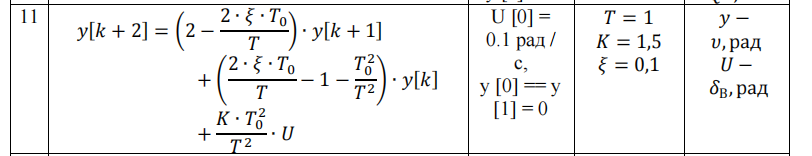 11
y[k + 2] = (2 − 2 · ξ · T₀ / T) · y[k + 1]
+ (2 · ξ · T₀ / T − 1 − T₀² / T²) · y[k]
+ K · T₀² / T² · U
U [0] =
0.1 рад /
с,
y [0] == y
[1] = 0
T = 1
K = 1,5
ξ = 0,1
y −
υ, рад
U −
δ_В, рад